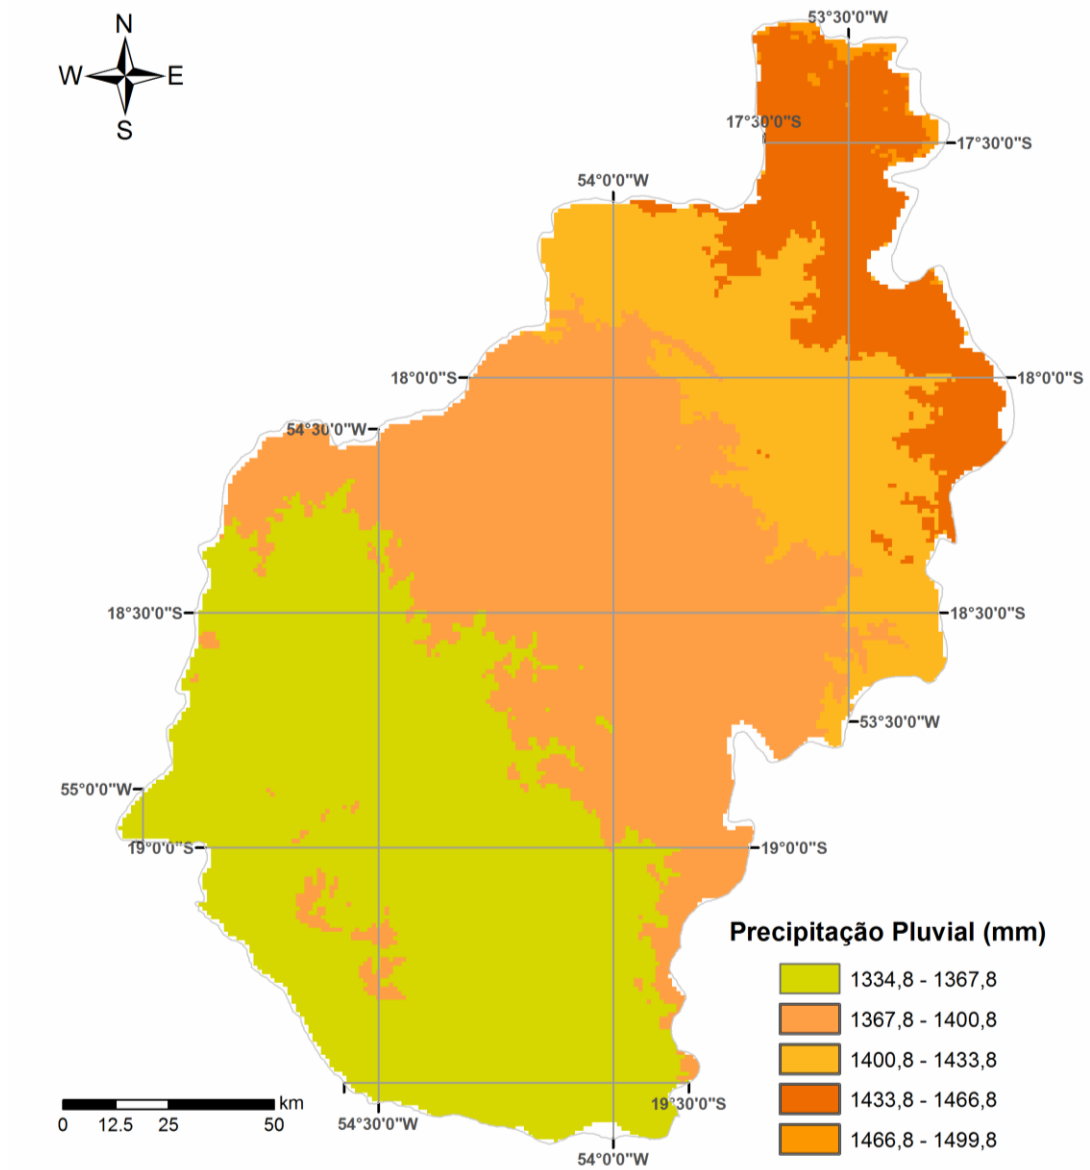 N
W E
S
53°30'0"W
17°30'0"S
17°30'0"S
54°0'0"W
18°0'0"S
18°0'0"S
54°30'0"W
18°30'0"S
18°30'0"S
53°30'0"W
55°0'0"W
19°0'0"S
19°0'0"S
Precipitação Pluvial (mm)
1334,8 - 1367,8
1367,8 - 1400,8
1400,8 - 1433,8
1433,8 - 1466,8
1466,8 - 1499,8
km
0 12.5 25 50
19°30'0"S
54°30'0"W
54°0'0"W